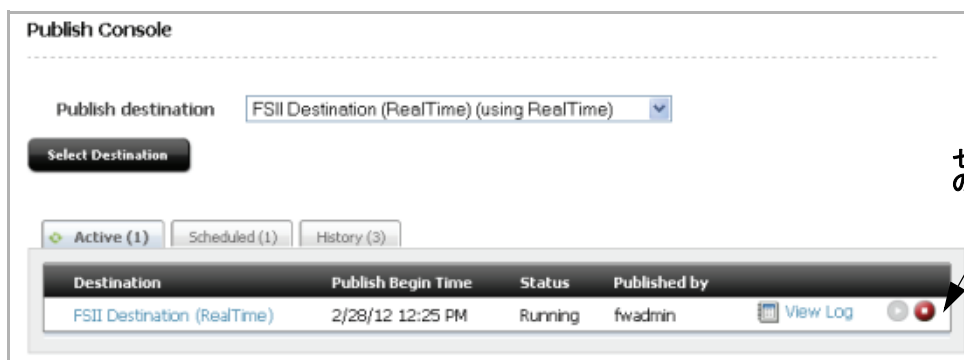 Publish Console
Publish destination FSII Destination (RealTime) (using RealTime)
Select Destination
Active (1) Scheduled (1) History (3)
Destination Publish Begin Time Status Published by
FSII Destination (RealTime) 2/28/12 12:25 PM Running fwadmin View Log